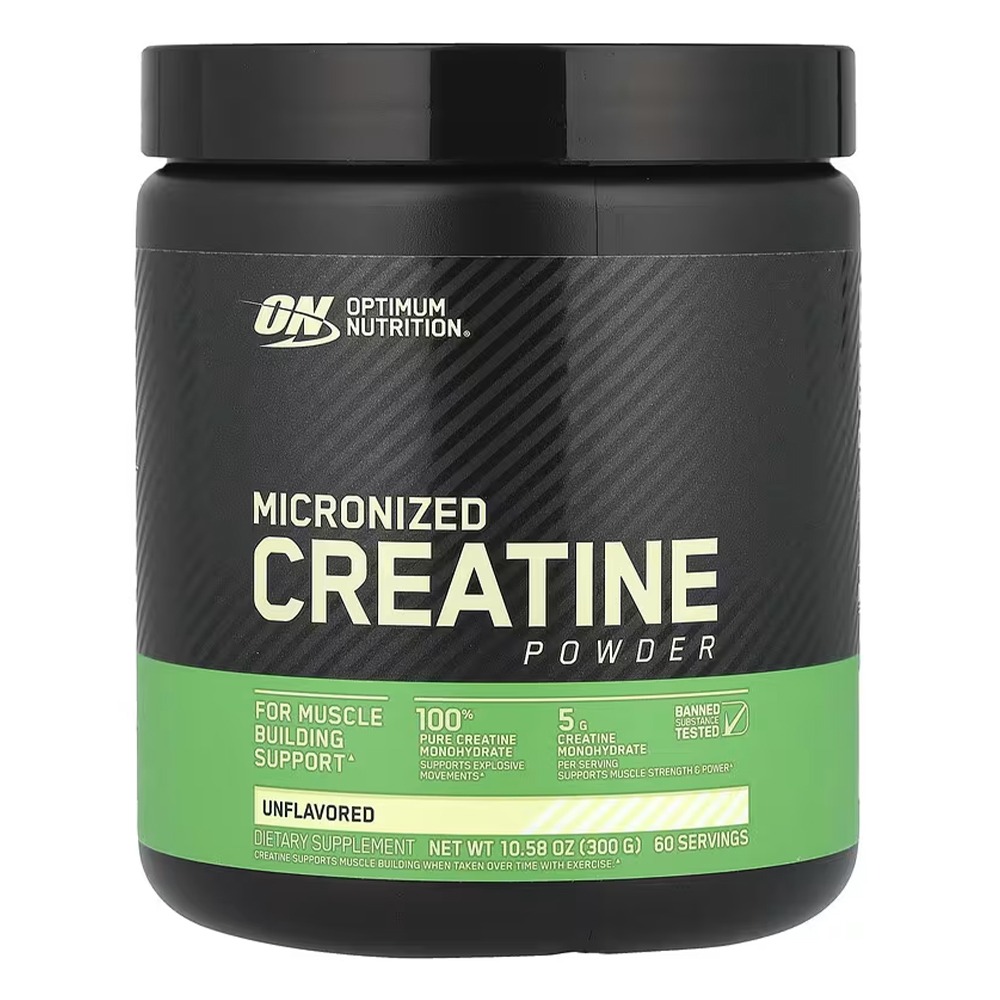 ON OPTIMUM
NUTRITION®
MICRONIZED
CREATINE
POWDER
FOR MUSCLE
BUILDING
SUPPORT▲
100%
PURE CREATINE
MONOHYDRATE
SUPPORTS EXPLOSIVE
MOVEMENTS▲
5 G
CREATINE
MONOHYDRATE
PER SERVING
SUPPORTS MUSCLE STRENGTH & POWER▲
BANNED
SUBSTANCE
TESTED
UNFLAVORED
DIETARY SUPPLEMENT NET WT 10.58 OZ (300 G) 60 SERVINGS
CREATINE SUPPORTS MUSCLE BUILDING WHEN TAKEN OVER TIME WITH EXERCISE.▲